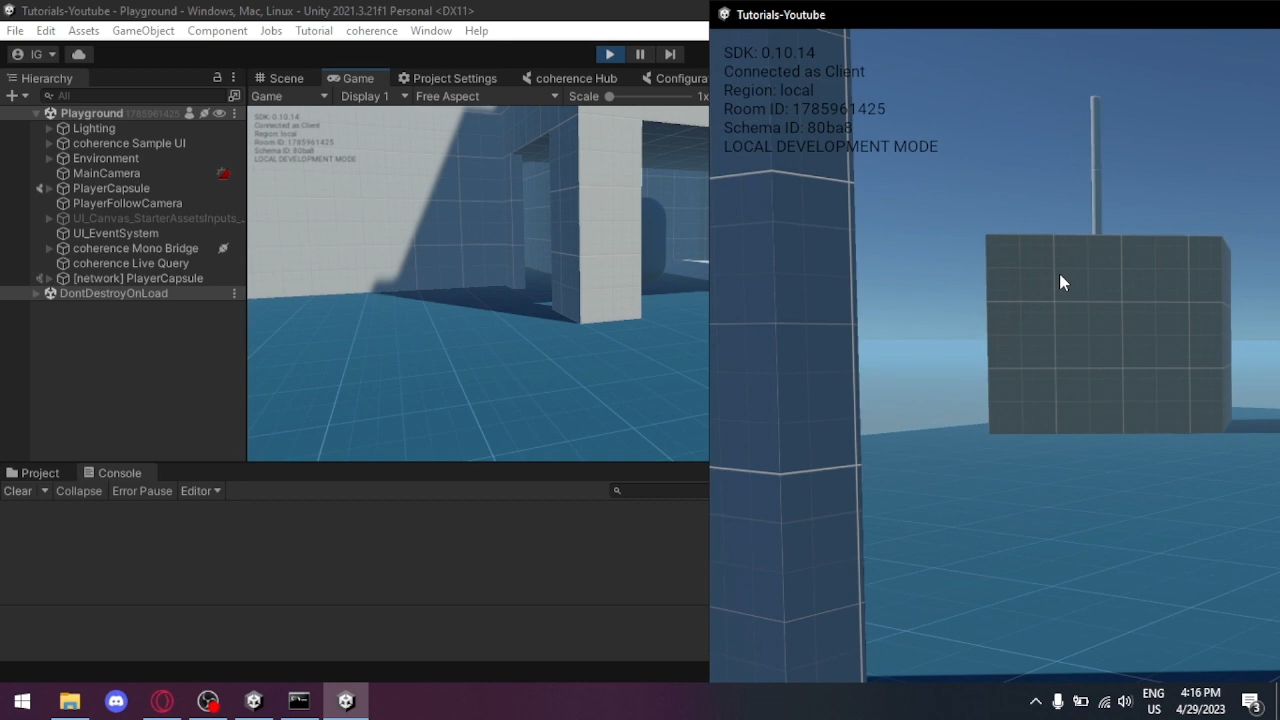 Tutorials-Youtube - Playground - Windows, Mac, Linux - Unity 2021.3.21f1 Personal <DX11>
File Edit Assets GameObject Component Jobs Tutorial coherence Window Help
IG
Hierarchy
All
Playground 1785961425
Lighting
coherence Sample UI
Environment
MainCamera
PlayerCapsule
PlayerFollowCamera
UI_Canvas_StarterAssetsInputs_..
UI_EventSystem
coherence Mono Bridge
coherence Live Query
[network] PlayerCapsule
DontDestroyOnLoad
Scene Game Project Settings coherence Hub Configura
Game Display 1 Free Aspect Scale 1x
SDK: 0.10.14
Connected as Client
Region: local
Room ID: 1785961425
Schema ID: 80ba8
LOCAL DEVELOPMENT MODE
Project Console
Clear Collapse Error Pause Editor
Tutorials-Youtube
SDK: 0.10.14
Connected as Client
Region: local
Room ID: 1785961425
Schema ID: 80ba8
LOCAL DEVELOPMENT MODE
ENG
US
4:16 PM
4/29/2023
3